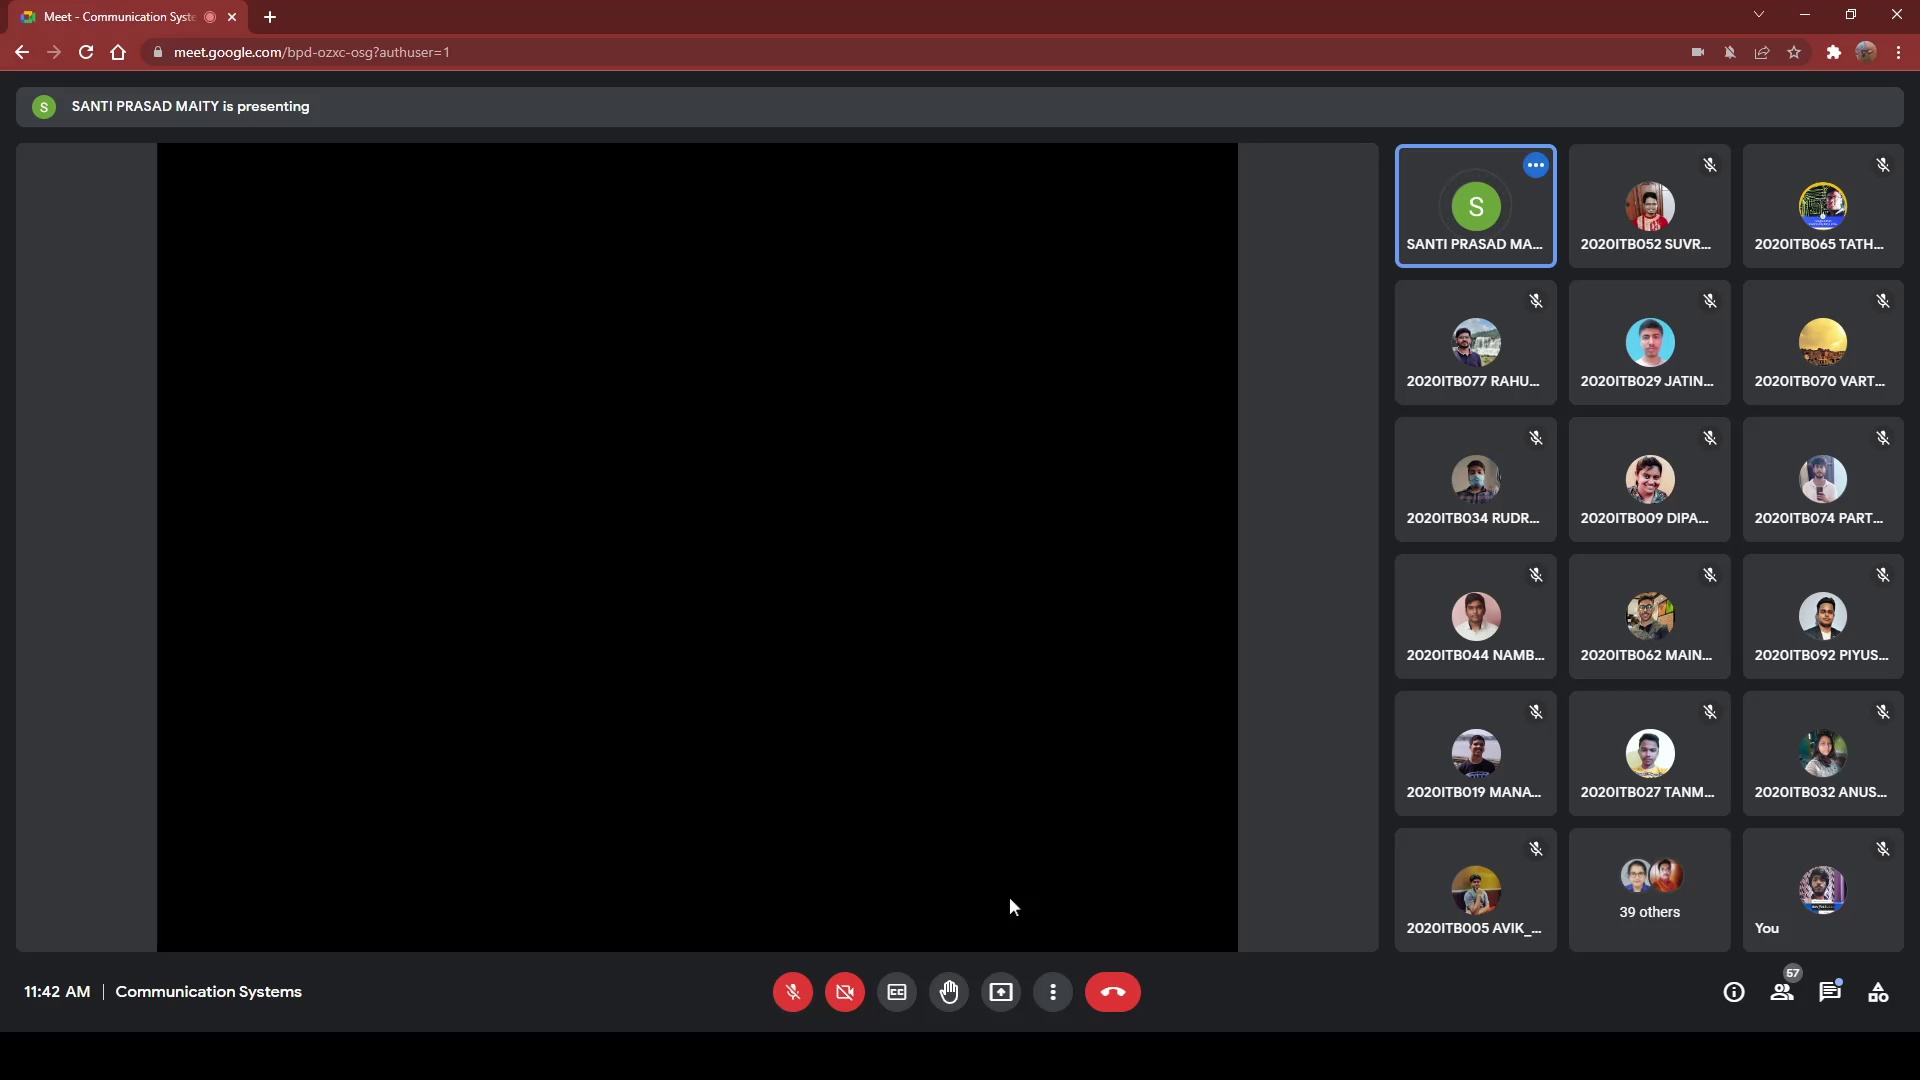 Meet - Communication Syst
meet.google.com/bpd-ozxc-osg?authuser=1
S
SANTI PRASAD MAITY is presenting
S
SANTI PRASAD MA...
2020ITB052 SUVR...
2020ITB065 TATH...
2020ITB077 RAHU...
2020ITB029 JATIN...
2020ITB070 VART...
2020ITB034 RUDR...
2020ITB009 DIPA...
2020ITB074 PART...
2020ITB044 NAMB...
2020ITB062 MAIN...
2020ITB092 PIYUS...
2020ITB019 MANA...
2020ITB027 TANM...
2020ITB032 ANUS...
2020ITB005 AVIK_...
39 others
You
11:42 AM | Communication Systems
CC
57